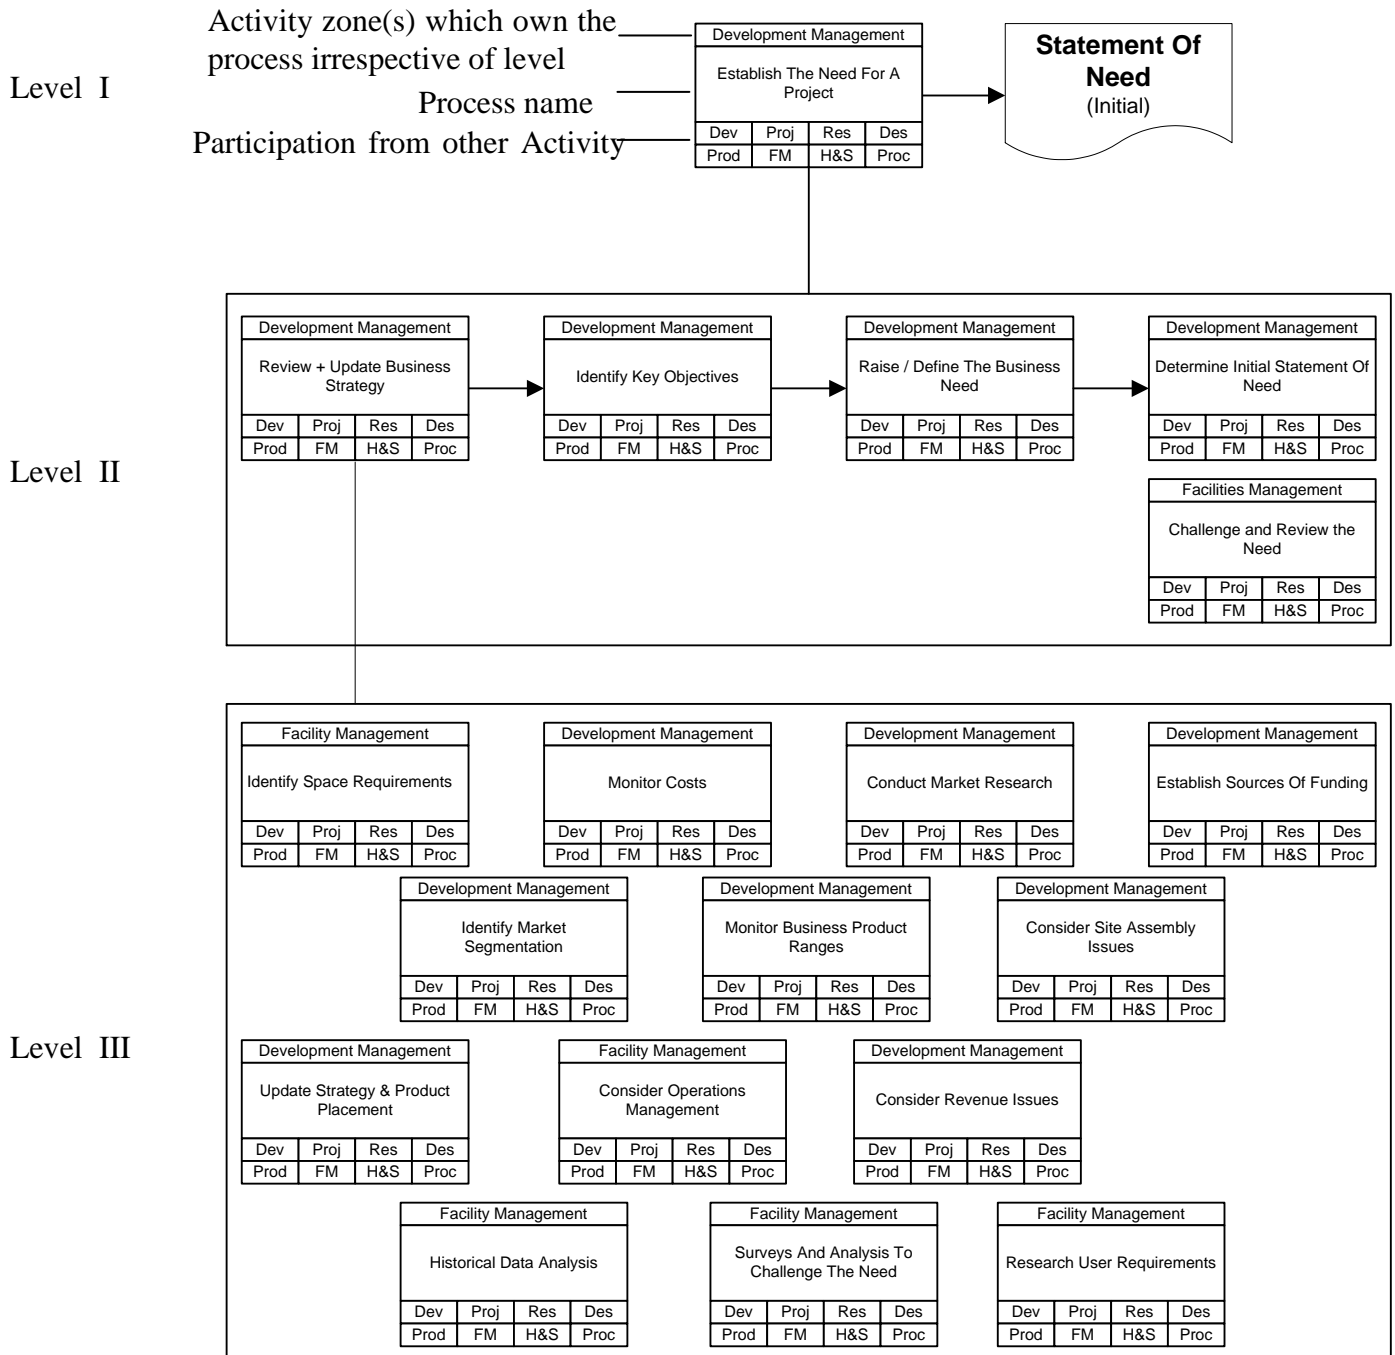 Activity zone(s) which own the
process irrespective of level
Level I
Process name
Participation from other Activity
Development Management
Establish The Need For A
Project
Dev Proj Res Des
Prod FM H&S Proc
Statement Of
Need
(Initial)
Level II
Development Management
Review + Update Business
Strategy
Dev Proj Res Des
Prod FM H&S Proc
Development Management
Identify Key Objectives
Dev Proj Res Des
Prod FM H&S Proc
Development Management
Raise / Define The Business
Need
Dev Proj Res Des
Prod FM H&S Proc
Development Management
Determine Initial Statement Of
Need
Dev Proj Res Des
Prod FM H&S Proc
Facilities Management
Challenge and Review the
Need
Dev Proj Res Des
Prod FM H&S Proc
Level III
Facility Management
Identify Space Requirements
Dev Proj Res Des
Prod FM H&S Proc
Development Management
Monitor Costs
Dev Proj Res Des
Prod FM H&S Proc
Development Management
Conduct Market Research
Dev Proj Res Des
Prod FM H&S Proc
Development Management
Establish Sources Of Funding
Dev Proj Res Des
Prod FM H&S Proc
Development Management
Identify Market
Segmentation
Dev Proj Res Des
Prod FM H&S Proc
Development Management
Monitor Business Product
Ranges
Dev Proj Res Des
Prod FM H&S Proc
Development Management
Consider Site Assembly
Issues
Dev Proj Res Des
Prod FM H&S Proc
Development Management
Update Strategy & Product
Placement
Dev Proj Res Des
Prod FM H&S Proc
Facility Management
Consider Operations
Management
Dev Proj Res Des
Prod FM H&S Proc
Development Management
Consider Revenue Issues
Dev Proj Res Des
Prod FM H&S Proc
Facility Management
Historical Data Analysis
Dev Proj Res Des
Prod FM H&S Proc
Facility Management
Surveys And Analysis To
Challenge The Need
Dev Proj Res Des
Prod FM H&S Proc
Facility Management
Research User Requirements
Dev Proj Res Des
Prod FM H&S Proc